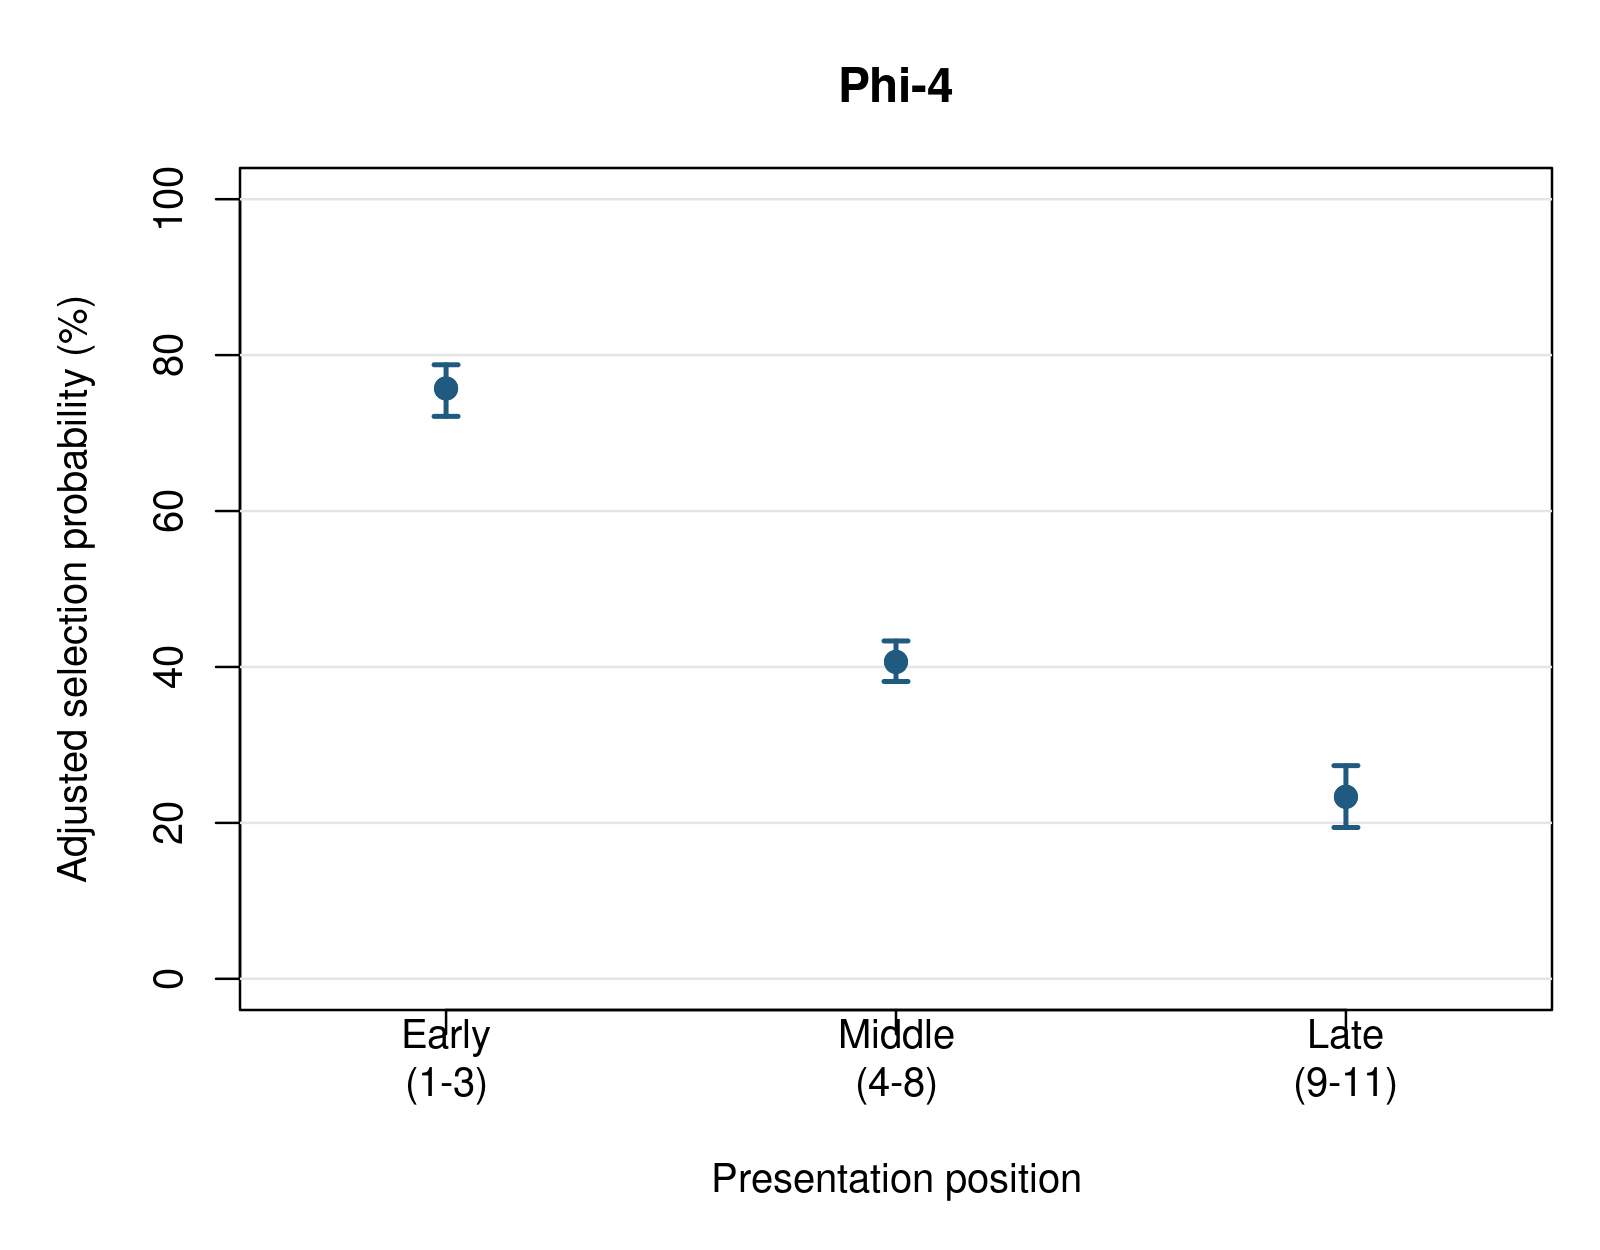 Phi-4
Adjusted selection probability (%)
100
80
60
40
20
0
Early
(1-3)
Middle
(4-8)
Late
(9-11)
Presentation position